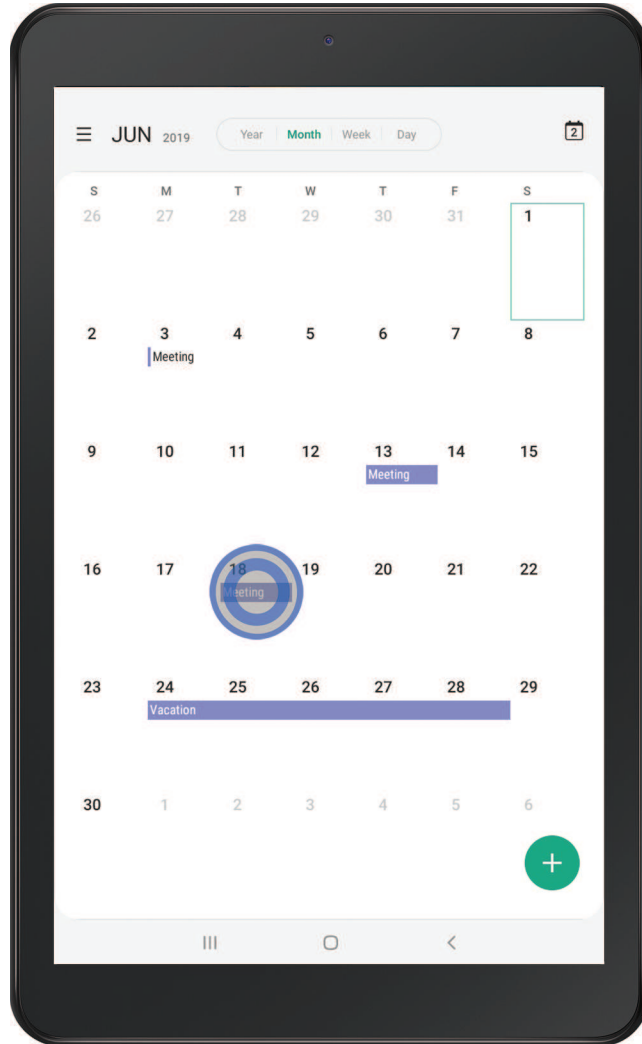 JUN 2019 Year Month Week Day 2
S M T W T F S
26 27 28 29 30 31 1
2 3 4 5 6 7 8
Meeting
9 10 11 12 13 14 15
Meeting
16 17 18 19 20 21 22
Meeting
23 24 25 26 27 28 29
Vacation
30 1 2 3 4 5 6